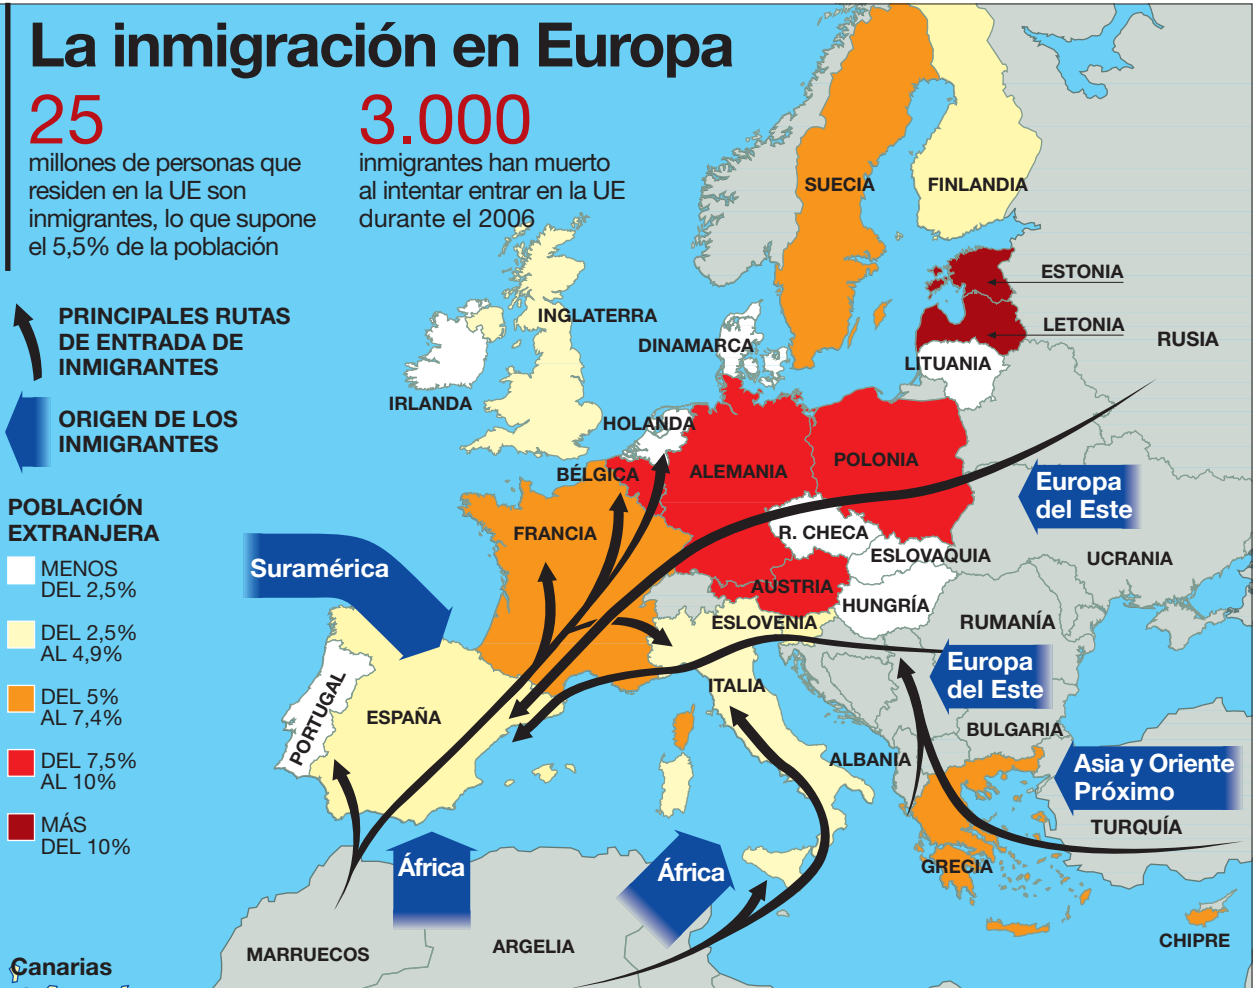 La inmigración en Europa
25
millones de personas que
residen en la UE son
inmigrantes, lo que supone
el 5,5% de la población
3.000
inmigrantes han muerto
al intentar entrar en la UE
durante el 2006
PRINCIPALES RUTAS
DE ENTRADA DE
INMIGRANTES
ORIGEN DE LOS
INMIGRANTES
POBLACIÓN
EXTRANJERA
MENOS
DEL 2,5%
DEL 2,5%
AL 4,9%
DEL 5%
AL 7,4%
DEL 7,5%
AL 10%
MÁS
DEL 10%
SUECIA
FINLANDIA
ESTONIA
LETONIA
RUSIA
LITUANIA
INGLATERRA
DINAMARCA
IRLANDA
HOLANDA
BÉLGICA
ALEMANIA
POLONIA
Europa
del Este
FRANCIA
R. CHECA
ESLOVAQUIA
UCRANIA
Suramérica
AUSTRIA
HUNGRÍA
ESLOVENIA
RUMANÍA
Europa
del Este
ITALIA
PORTUGAL
ESPAÑA
BULGARIA
ALBANIA
Asia y Oriente
Próximo
TURQUÍA
GRECIA
África
África
CHIPRE
MARRUECOS
ARGELIA
Canarias